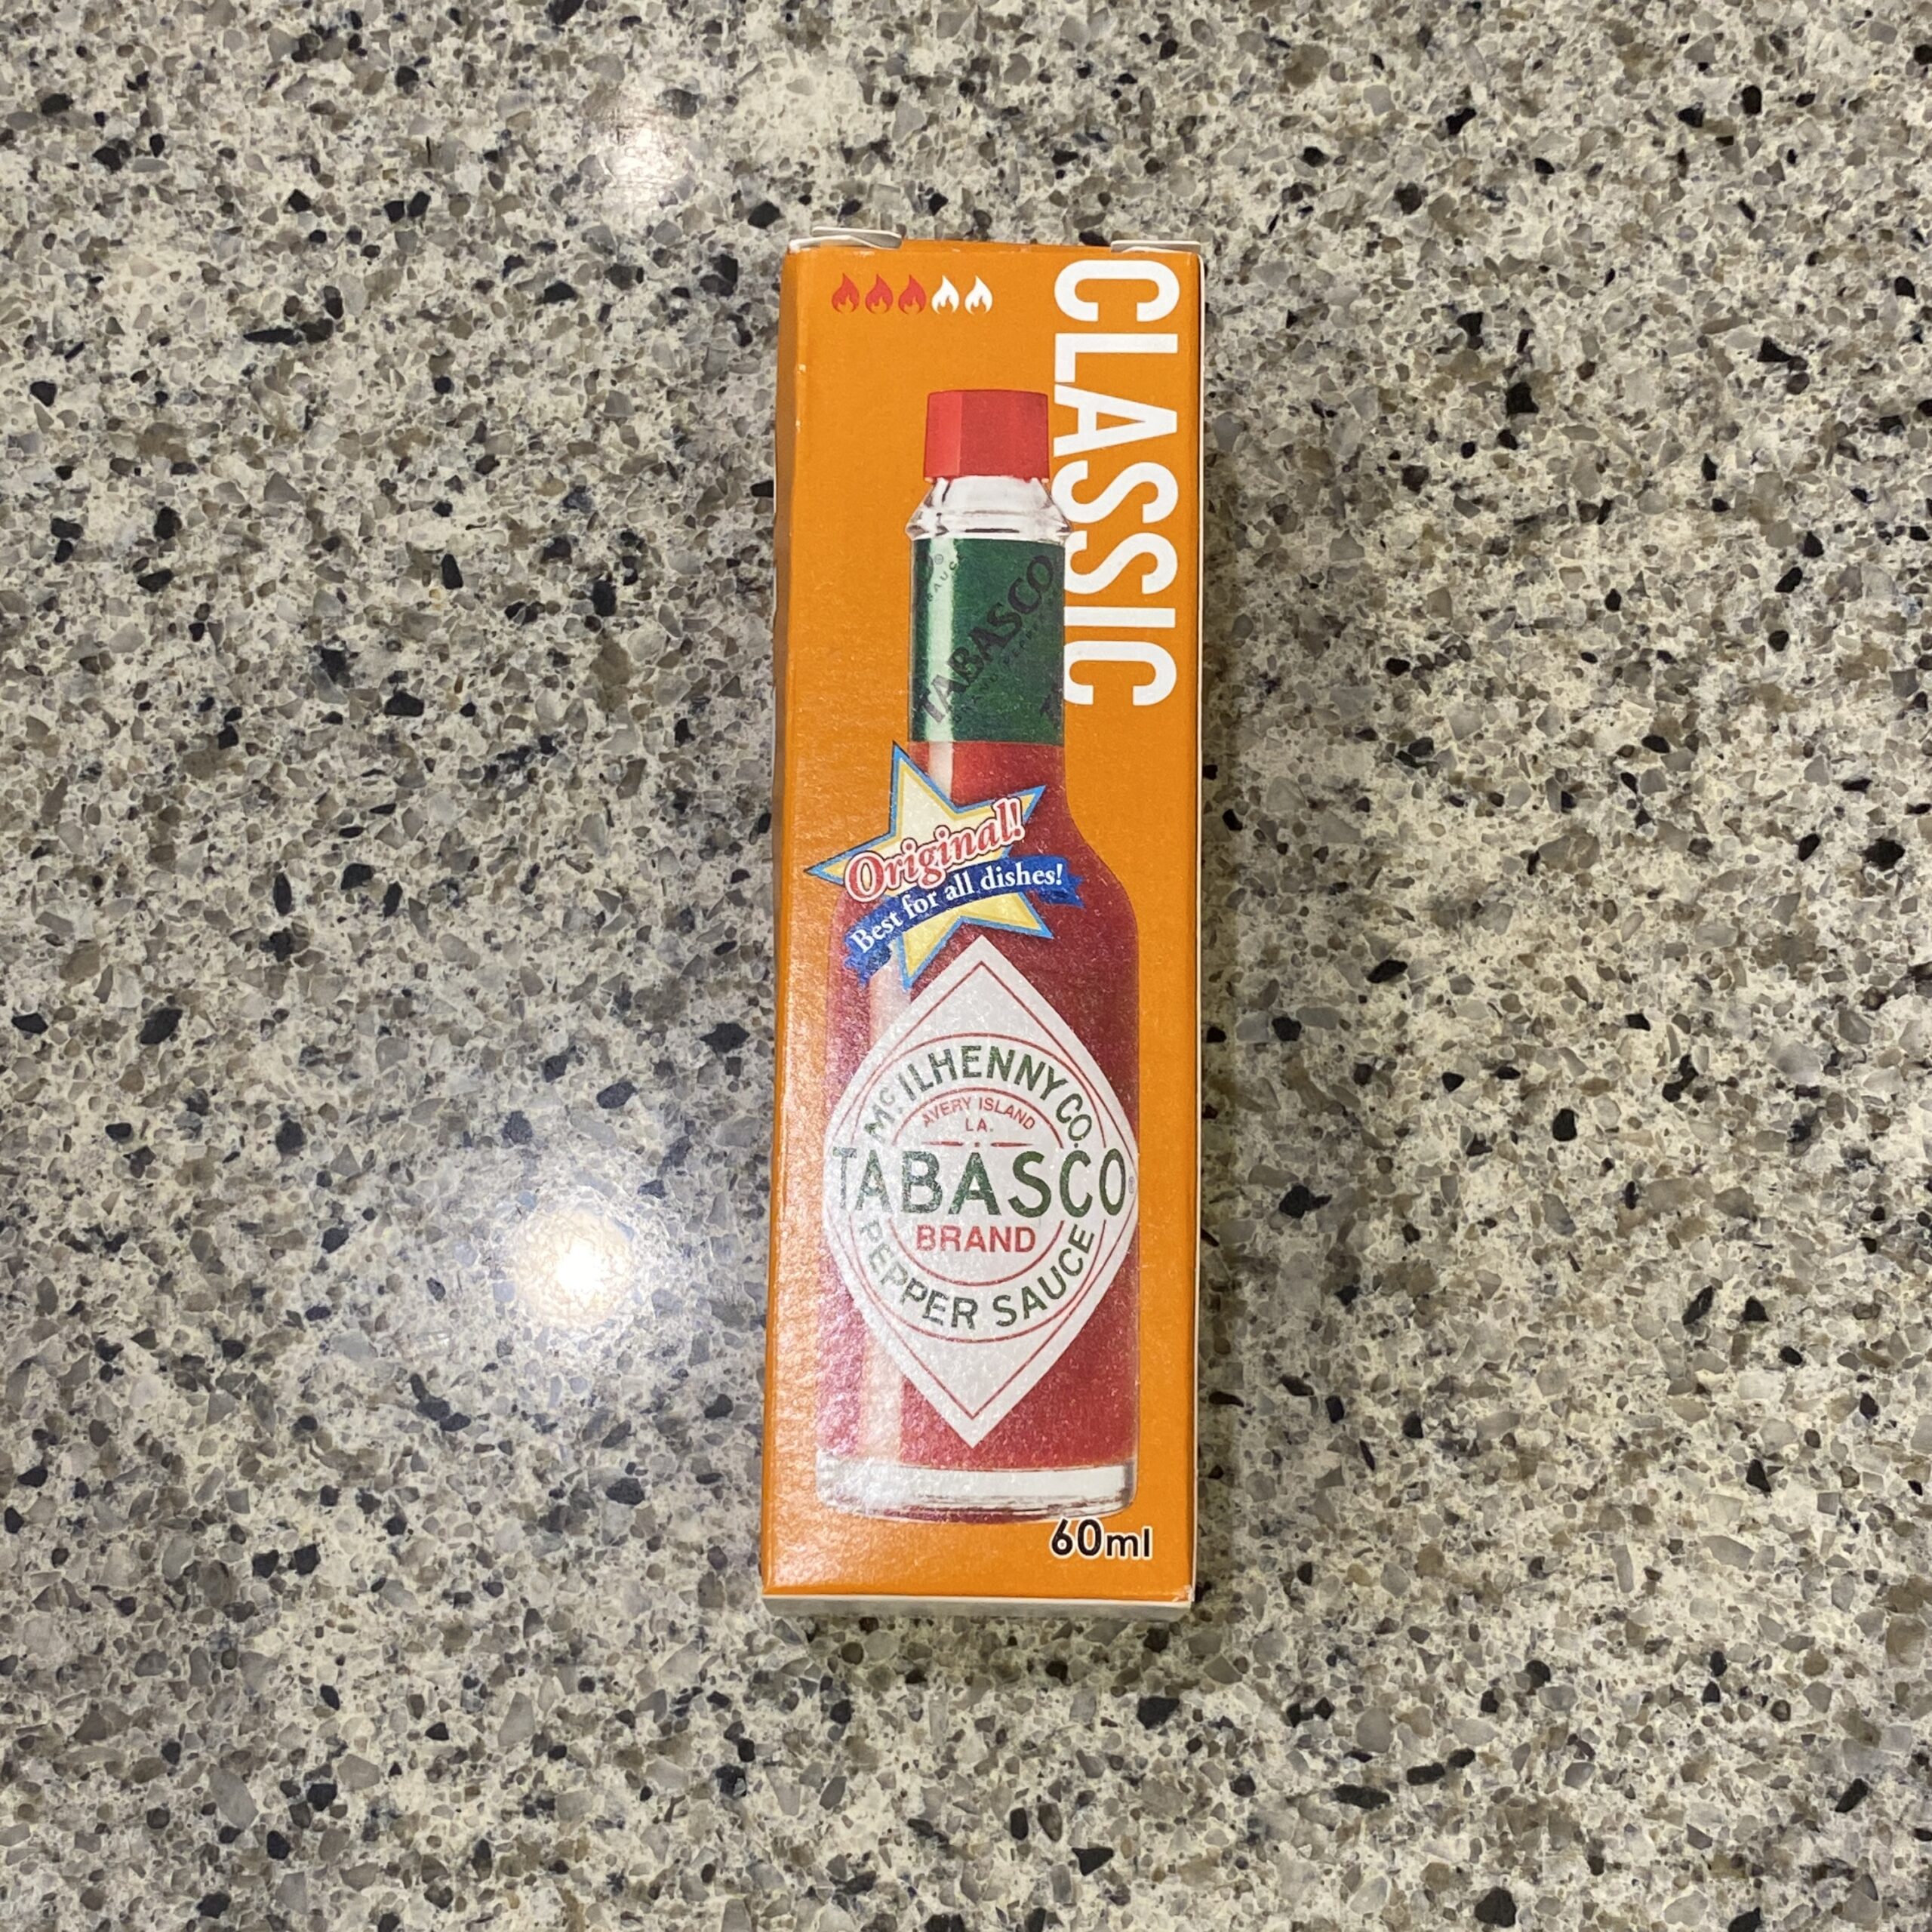 CLASSIC
TABASCO
Original!
Best for all dishes!
McILHENNY CO.
AVERY ISLAND
LA.
TABASCO®
BRAND
PEPPER SAUCE
60ml